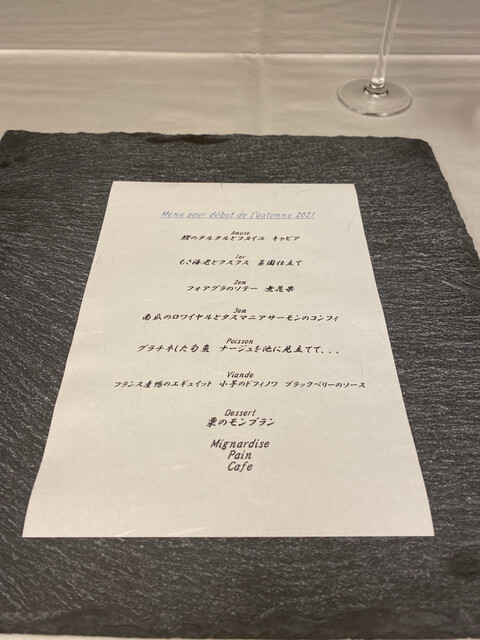 Menu pour début de l'automne 2021
Amuse
鰹のタルタルとフヌイユ キャビア
1er
もさ海老とクスクス 菜園仕立て
2em
フォアグラのソテー 無花果
3em
南瓜のロワイヤルとタスマニアサーモンのコンフィ
Poisson
グラチネした旬魚 ナージュを池に見立てて...
Viande
フランス産鴨のエギュイット 小芋のドフィノワ ブラックベリーのソース
Dessert
栗のモンブラン
Mignardise
Pain
Cafe